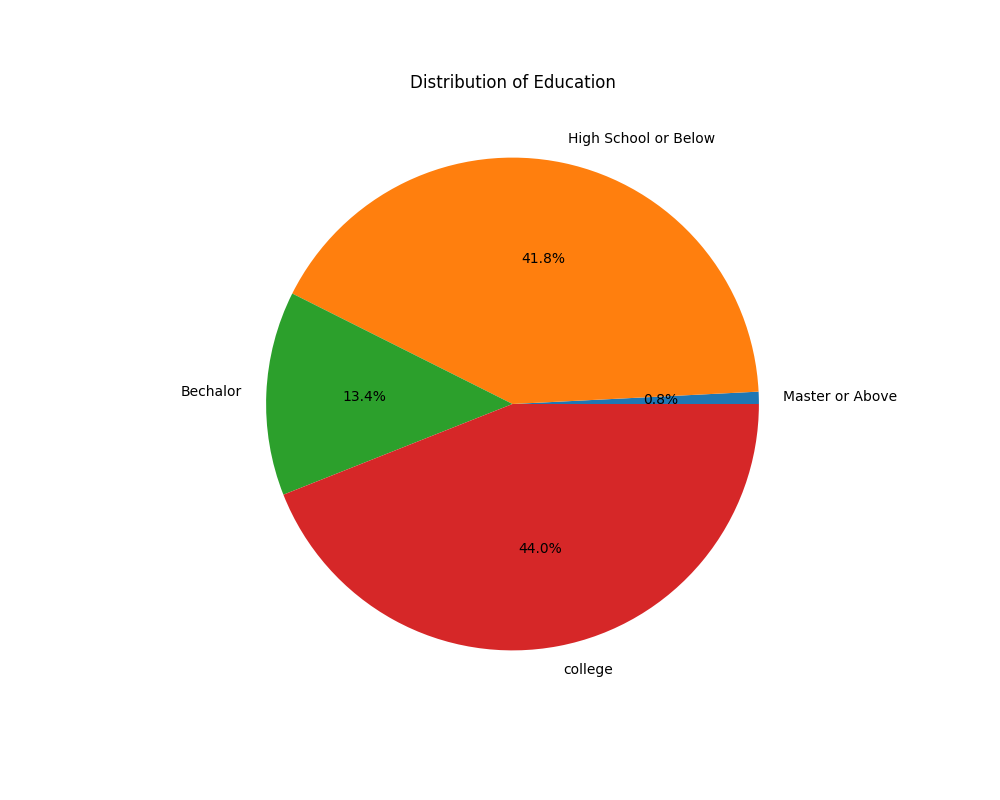 Distribution of Education
High School or Below
41.8%
Bechalor
13.4%
0.8%
Master or Above
44.0%
college